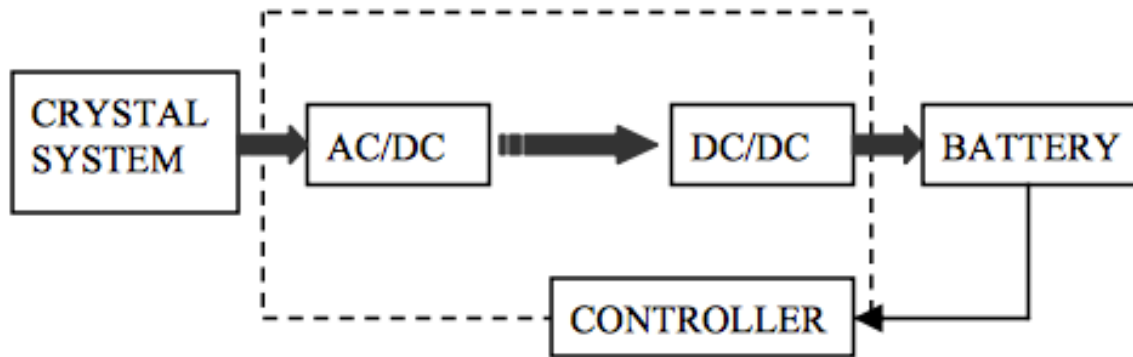 CRYSTAL
SYSTEM
AC/DC
DC/DC
BATTERY
CONTROLLER